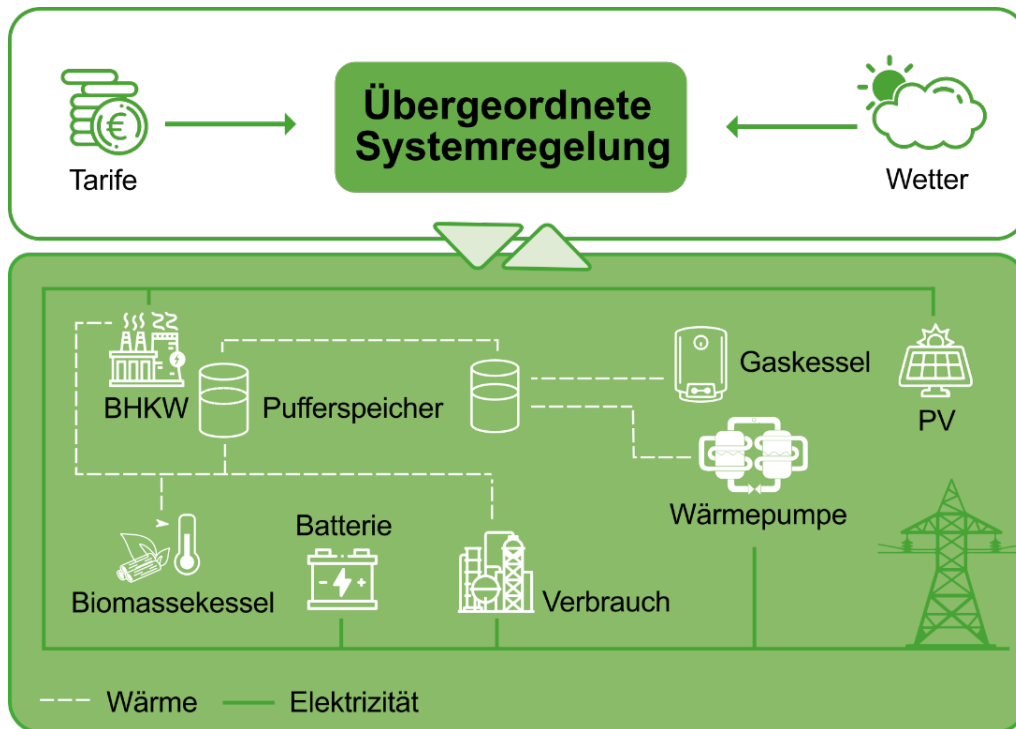 Übergeordnete
Systemregelung
€
Tarife
Wetter
BHKW
Pufferspeicher
Gaskessel
PV
Wärmepumpe
Batterie
Biomassekessel
Verbrauch
Wärme
Elektrizität